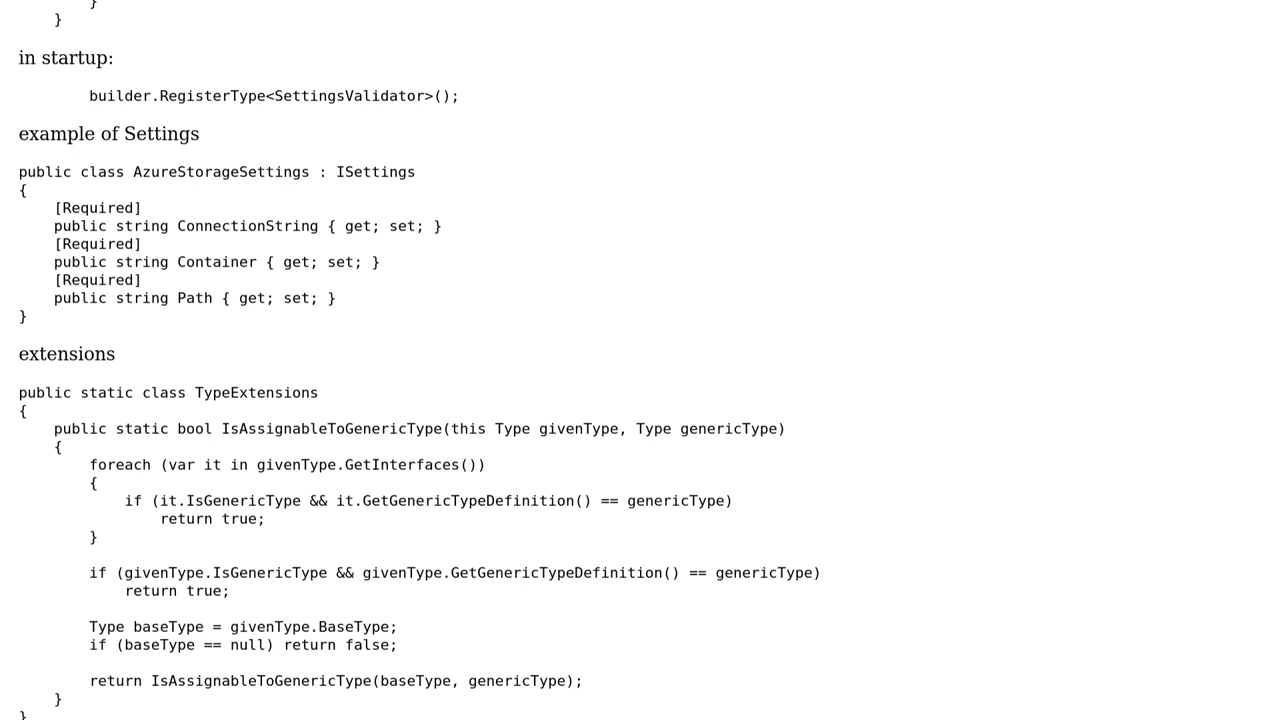 }
    }
in startup:
        builder.RegisterType<SettingsValidator>();
example of Settings
public class AzureStorageSettings : ISettings
{
    [Required]
    public string ConnectionString { get; set; }
    [Required]
    public string Container { get; set; }
    [Required]
    public string Path { get; set; }
}
extensions
public static class TypeExtensions
{
    public static bool IsAssignableToGenericType(this Type givenType, Type genericType)
    {
        foreach (var it in givenType.GetInterfaces())
        {
            if (it.IsGenericType && it.GetGenericTypeDefinition() == genericType)
                return true;
        }

        if (givenType.IsGenericType && givenType.GetGenericTypeDefinition() == genericType)
            return true;

        Type baseType = givenType.BaseType;
        if (baseType == null) return false;

        return IsAssignableToGenericType(baseType, genericType);
    }
}